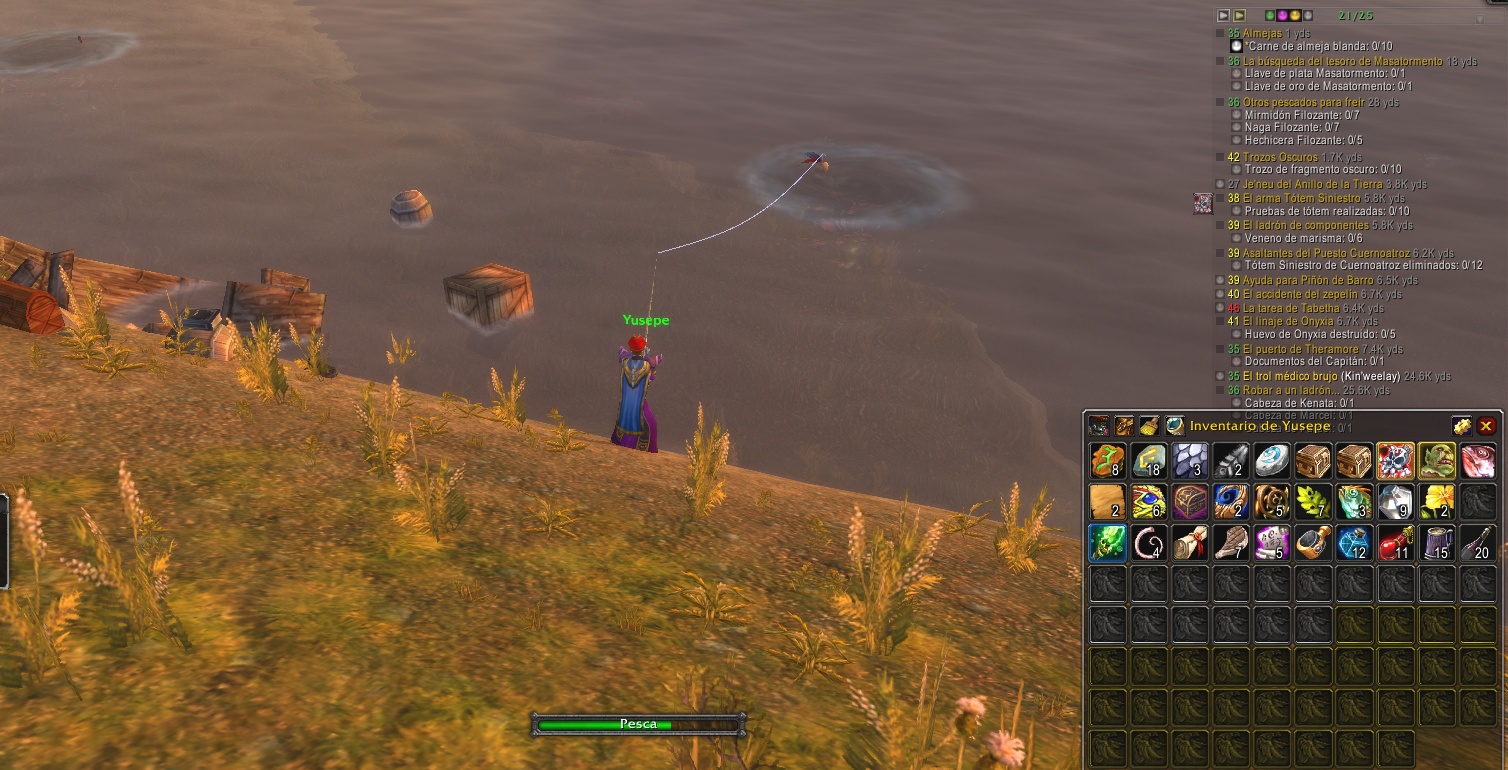 21/25
35 Almejas 1 yds
*Carne de almeja blanda: 0/10
36 La búsqueda del tesoro de Masatormento 18 yds
Llave de plata Masatormento: 0/1
Llave de oro de Masatormento: 0/1
36 Otros pescados para freír 28 yds
Mirmidón Filozante: 0/7
Naga Filozante: 0/7
Hechicera Filozante: 0/5
42 Trozos Oscuros 1.7K yds
Trozo de fragmento oscuro: 0/10
27 Je'neu del Anillo de la Tierra 3.8K yds
38 El arma Tótem Siniestro 5.8K yds
Pruebas de tótem realizadas: 0/10
39 El ladrón de componentes 5.8K yds
Veneno de marisma: 0/6
39 Asaltantes del Puesto Cuernoatroz 6.2K yds
Tótem Siniestro de Cuernoatroz eliminados: 0/12
39 Ayuda para Piñón de Barro 6.5K yds
40 El accidente del zepelín 6.7K yds
La tarea de Tabetha 6.4K yds
41 El linaje de Onyxia 6.7K yds
Huevo de Onyxia destruido: 0/5
35 El puerto de Theramore 7.4K yds
Documentos del Capitán: 0/1
35 El trol médico brujo (Kin'weelay) 24.6K yds
36 Robar a un ladrón... 25.6K yds
Cabeza de Kenata: 0/1
Cabeza de Marcel: 0/1
Yusepe
Inventario de Yusepe
: 0/1
8 18 3 2
2 6 2 5 7 3 9 2
4 7 5 12 11 15 20
Pesca